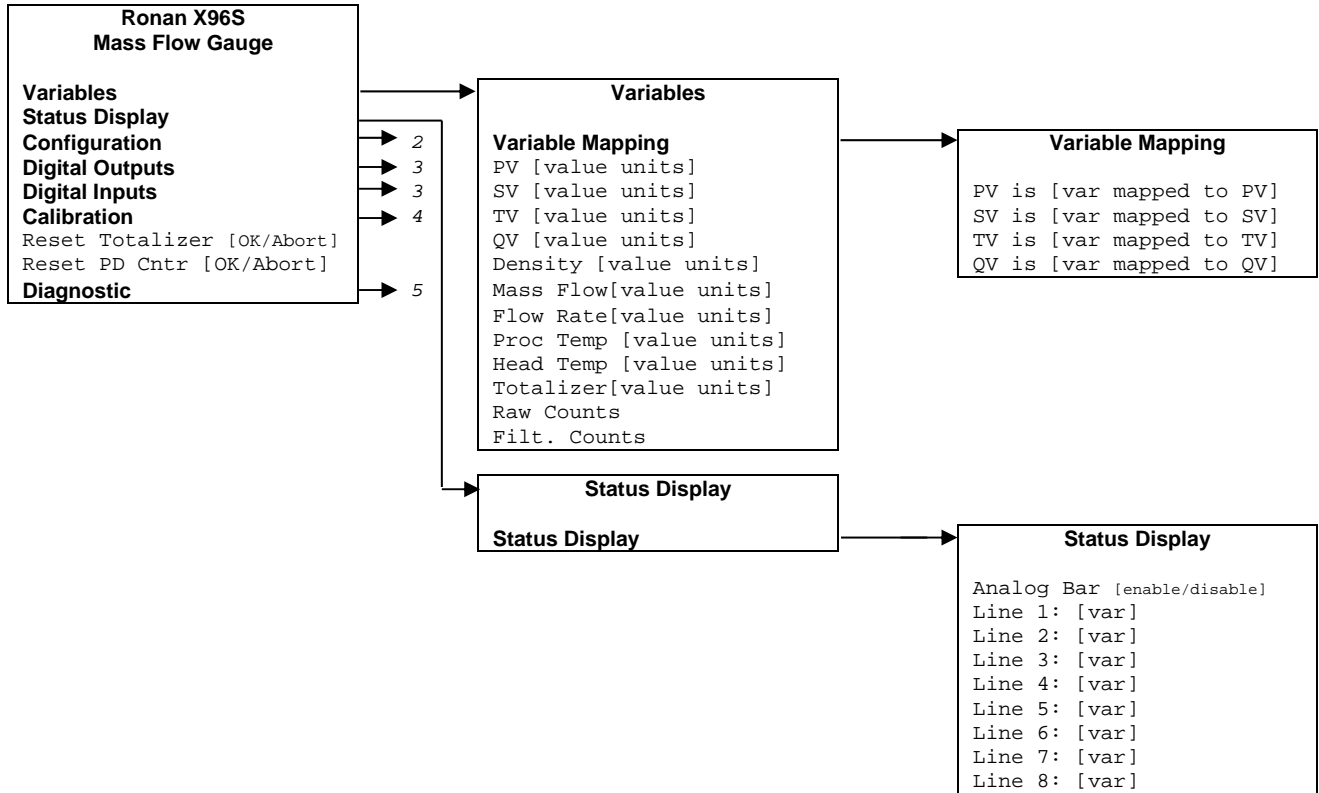 Ronan X96S
Mass Flow Gauge
Variables
Status Display
Configuration
2
Digital Outputs
3
Digital Inputs
3
Calibration
4
Reset Totalizer [OK/Abort]
Reset PD Cntr [OK/Abort]
Diagnostic
5
Variables
Variable Mapping
PV [value units]
SV [value units]
TV [value units]
QV [value units]
Density [value units]
Mass Flow[value units]
Flow Rate[value units]
Proc Temp [value units]
Head Temp [value units]
Totalizer[value units]
Raw Counts
Filt. Counts
Variable Mapping
PV is [var mapped to PV]
SV is [var mapped to SV]
TV is [var mapped to TV]
QV is [var mapped to QV]
Status Display
Status Display
Status Display
Analog Bar [enable/disable]
Line 1: [var]
Line 2: [var]
Line 3: [var]
Line 4: [var]
Line 5: [var]
Line 6: [var]
Line 7: [var]
Line 8: [var]